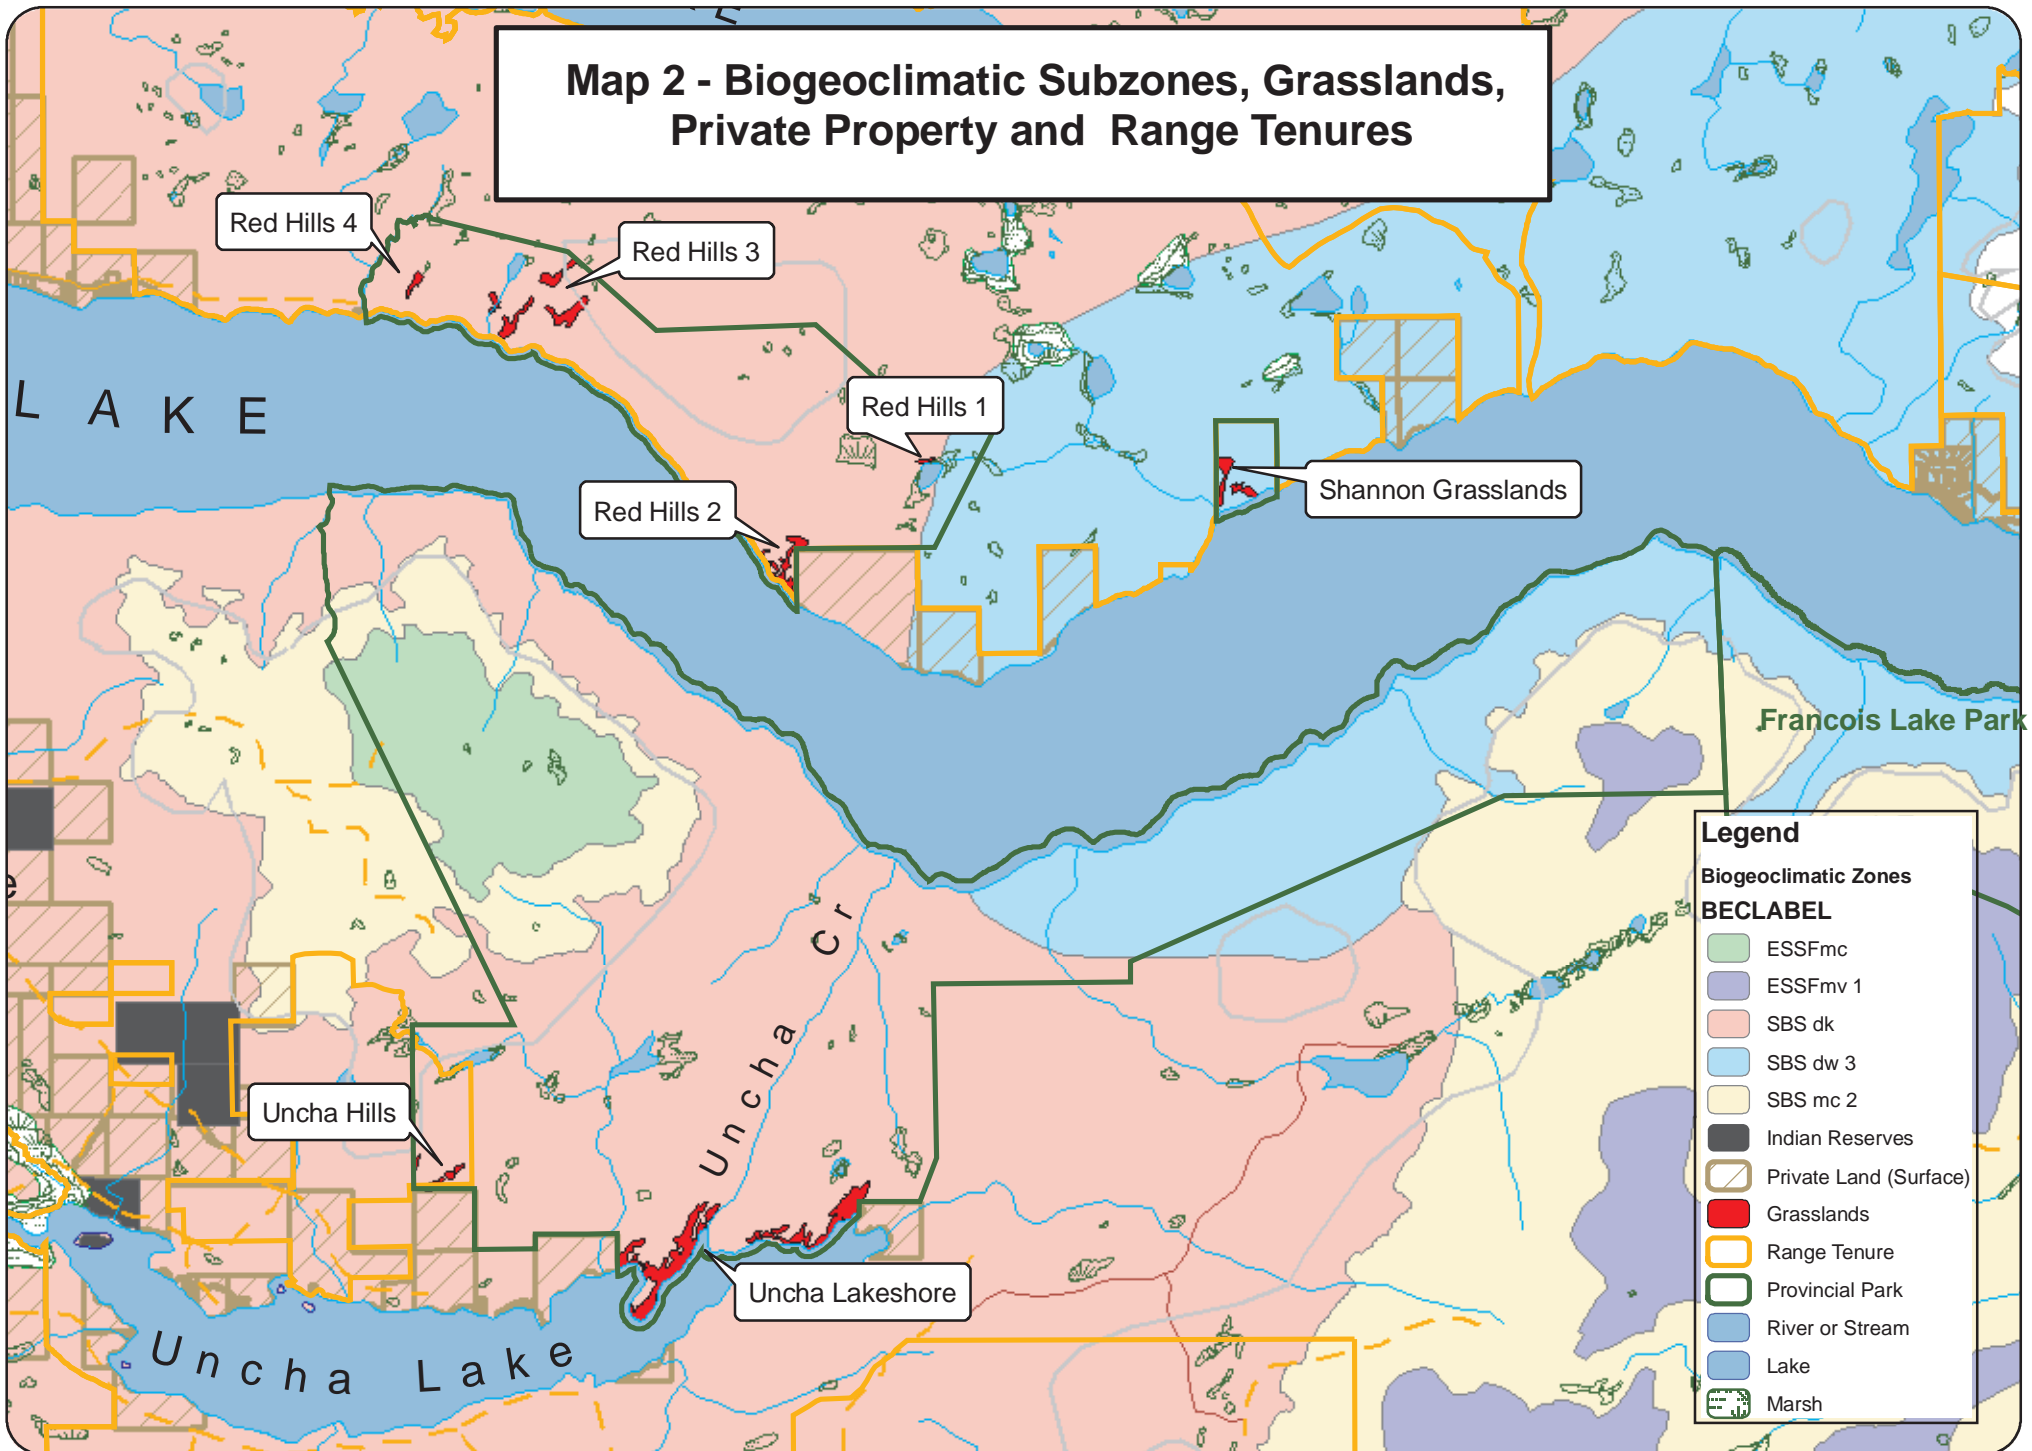 Map 2 - Biogeoclimatic Subzones, Grasslands,
Private Property and Range Tenures
Red Hills 4
Red Hills 3
LAKE
Red Hills 1
Red Hills 2
Shannon Grasslands
Francois Lake Park
Uncha Cr
Uncha Hills
Uncha Lakeshore
Uncha Lake
Legend
Biogeoclimatic Zones
BECLABEL
ESSFmc
ESSFmv 1
SBS dk
SBS dw 3
SBS mc 2
Indian Reserves
Private Land (Surface)
Grasslands
Range Tenure
Provincial Park
River or Stream
Lake
Marsh